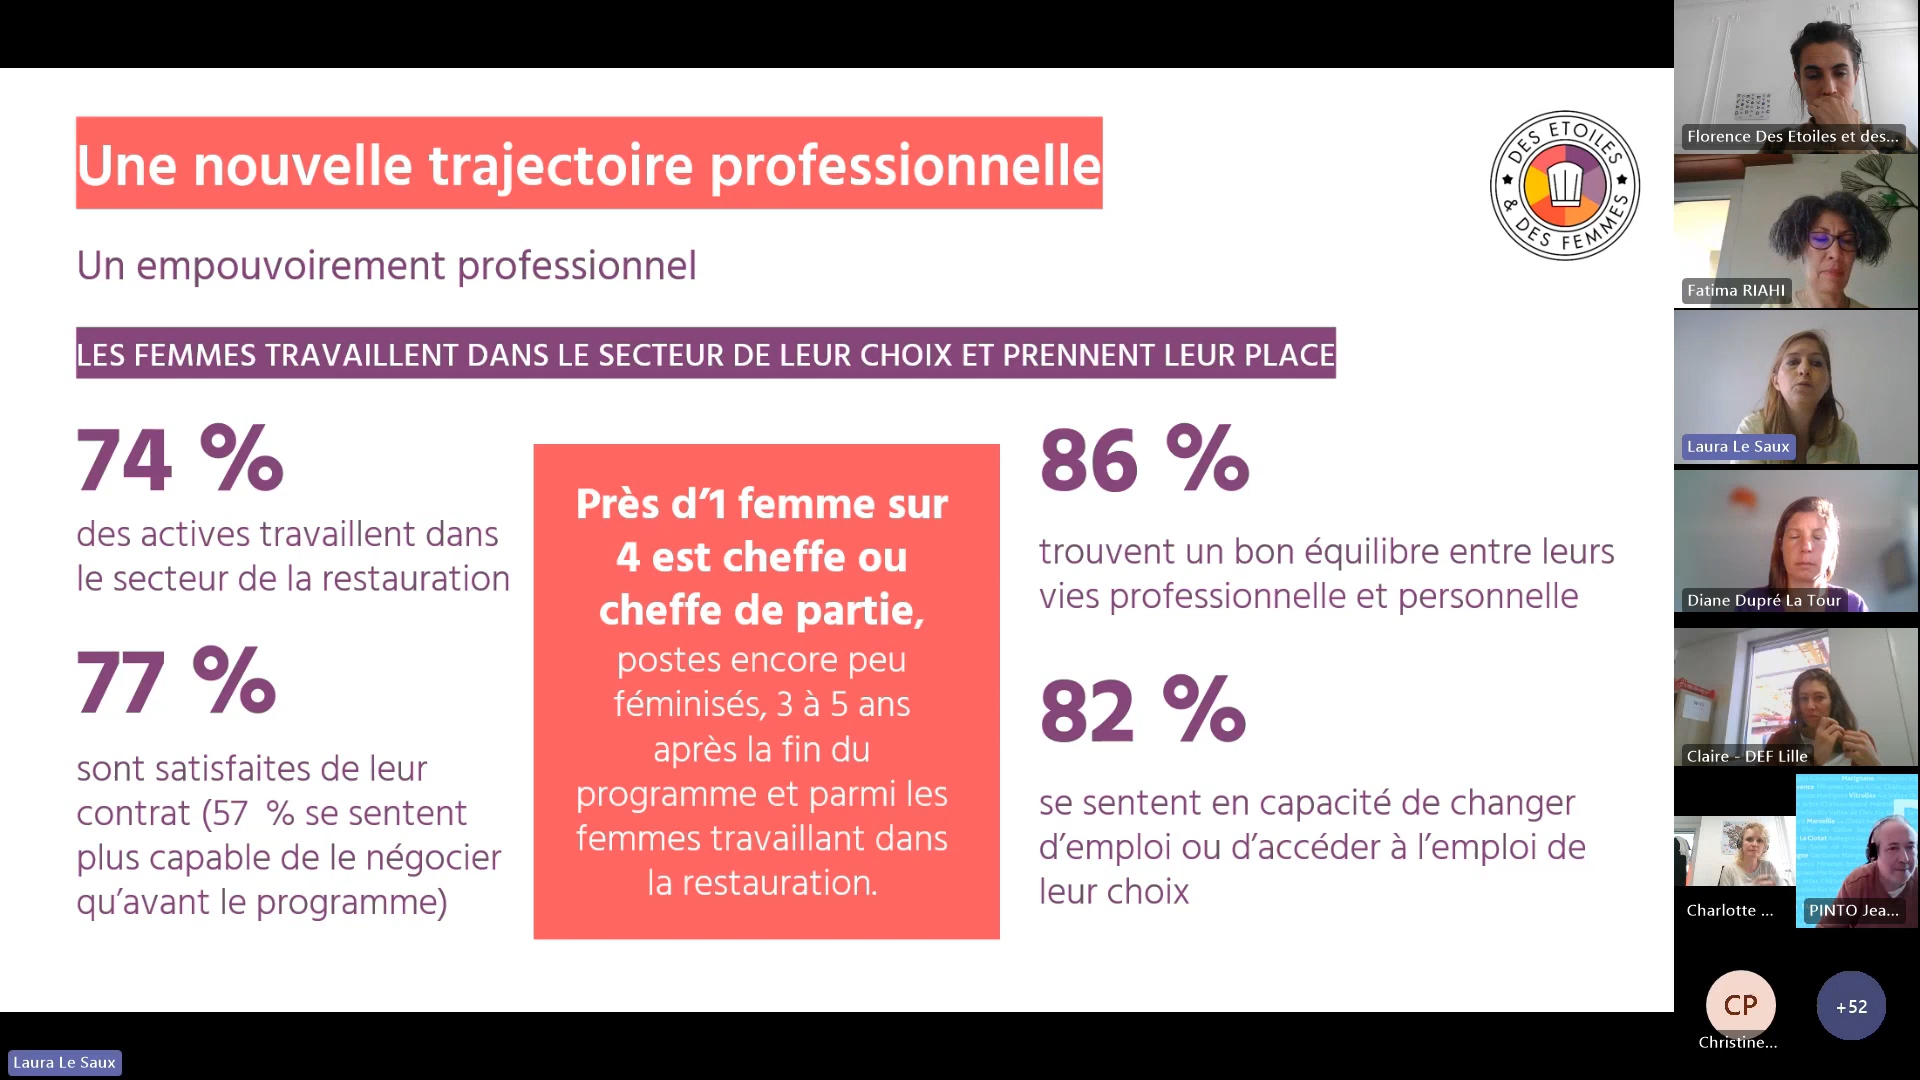 Une nouvelle trajectoire professionnelle
DES ETOILES
& DES FEMMES
Un empouvoirement professionnel
LES FEMMES TRAVAILLENT DANS LE SECTEUR DE LEUR CHOIX ET PRENNENT LEUR PLACE
74 %
des actives travaillent dans
le secteur de la restauration
77 %
sont satisfaites de leur
contrat (57 % se sentent
plus capable de le négocier
qu’avant le programme)
Près d’1 femme sur
4 est cheffe ou
cheffe de partie,
postes encore peu
féminisés, 3 à 5 ans
après la fin du
programme et parmi les
femmes travaillant dans
la restauration.
86 %
trouvent un bon équilibre entre leurs
vies professionnelle et personnelle
82 %
se sentent en capacité de changer
d’emploi ou d’accéder à l’emploi de
leur choix
Florence Des Etoiles et des...
Fatima RIAHI
Laura Le Saux
Diane Dupré La Tour
Claire - DEF Lille
Charlotte ...
PINTO Jea...
CP
Christine...
+52
Laura Le Saux